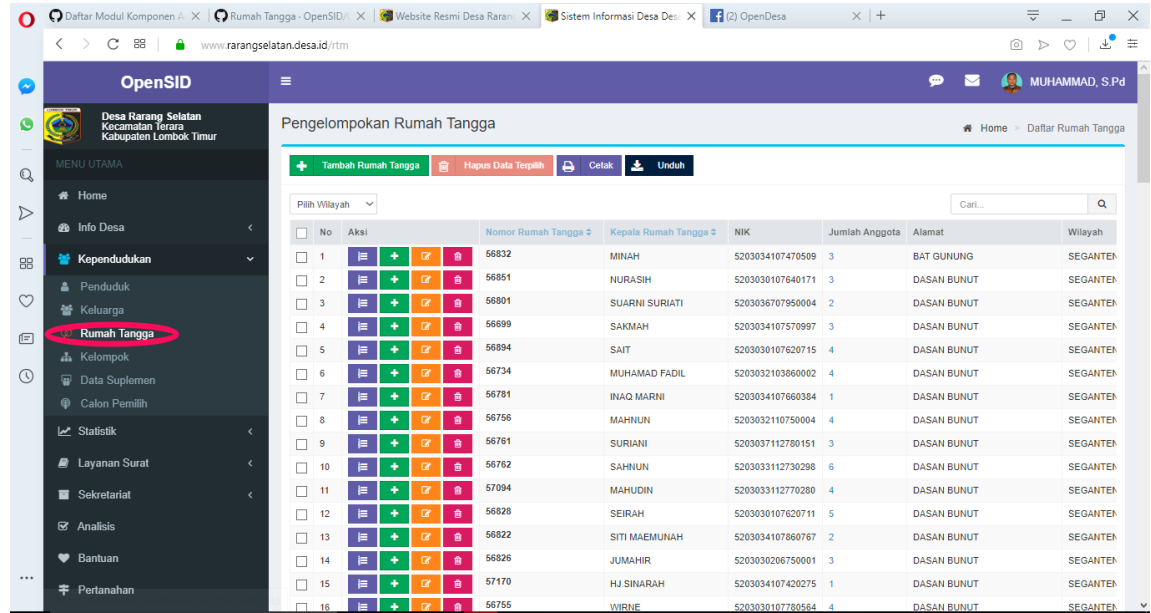 Daftar Modul Komponen A
Rumah Tangga - OpenSID/
Website Resmi Desa Rarang
Sistem Informasi Desa Desa
(2) OpenDesa
www.rarangselatan.desa.id/rtm
OpenSID
MUHAMMAD, S.Pd
Desa Rarang Selatan
Kecamatan Terara
Kabupaten Lombok Timur
MENU UTAMA
Home
Info Desa
Kependudukan
Penduduk
Keluarga
Rumah Tangga
Kelompok
Data Suplemen
Calon Pemilih
Statistik
Layanan Surat
Sekretariat
Analisis
Bantuan
Pertanahan
Pengelompokan Rumah Tangga
Home > Daftar Rumah Tangga
Tambah Rumah Tangga Hapus Data Terpilih Cetak Unduh
Pilih Wilayah Cari...
No Aksi Nomor Rumah Tangga Kepala Rumah Tangga NIK Jumlah Anggota Alamat Wilayah
1 56832 MINAH 5203034107470509 3 BAT GUNUNG SEGANTEN
2 56851 NURASIH 5203030107640171 3 DASAN BUNUT SEGANTEN
3 56801 SUARNI SURIATI 5203036707950004 2 DASAN BUNUT SEGANTEN
4 56699 SAKMAH 5203034107570997 3 DASAN BUNUT SEGANTEN
5 56894 SAIT 5203030107620715 4 DASAN BUNUT SEGANTEN
6 56734 MUHAMAD FADIL 5203032103860002 4 DASAN BUNUT SEGANTEN
7 56781 INAQ MARNI 5203034107660384 1 DASAN BUNUT SEGANTEN
8 56756 MAHNUN 5203032110750004 4 DASAN BUNUT SEGANTEN
9 56761 SURIANI 5203037112780151 3 DASAN BUNUT SEGANTEN
10 56762 SAHNUN 5203033112730298 6 DASAN BUNUT SEGANTEN
11 57094 MAHUDIN 5203033112770280 4 DASAN BUNUT SEGANTEN
12 56828 SEIRAH 5203034107620711 5 DASAN BUNUT SEGANTEN
13 56822 SITI MAEMUNAH 5203034107860767 2 DASAN BUNUT SEGANTEN
14 56826 JUMAHIR 5203030206750001 3 DASAN BUNUT SEGANTEN
15 57170 HJ.SINARAH 5203034107420275 1 DASAN BUNUT SEGANTEN
16 56755 WIRNE 5203030107780564 4 DASAN BUNUT SEGANTEN